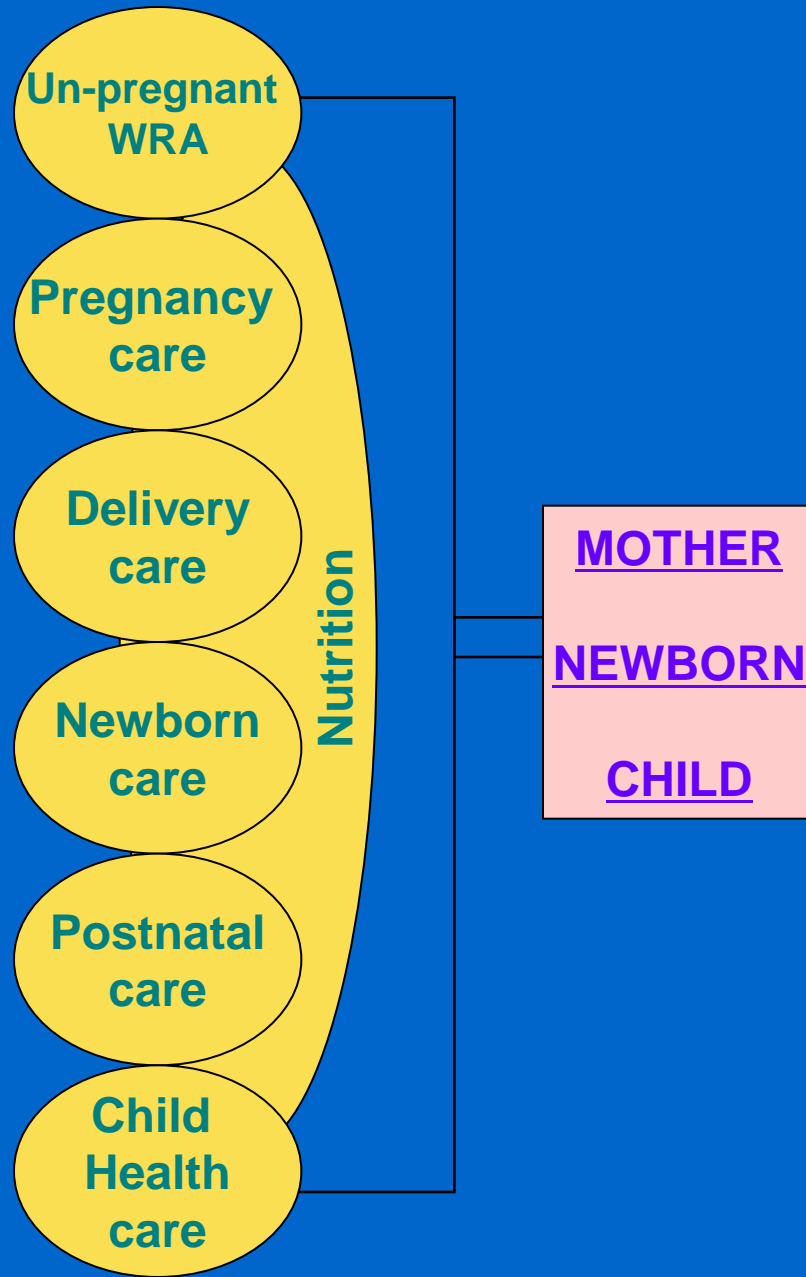 Un-pregnant
WRA
Pregnancy
care
Delivery
care
Newborn
care
Postnatal
care
Child
Health
care
Nutrition
MOTHER
NEWBORN
CHILD